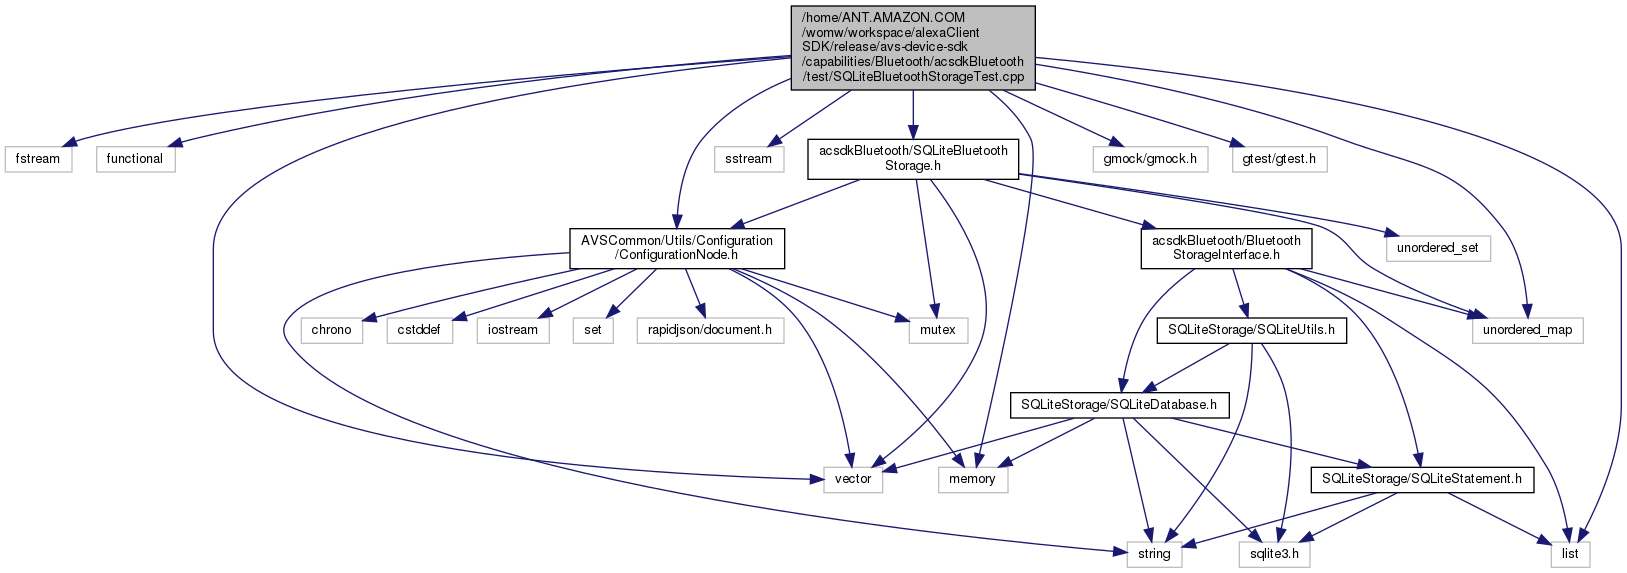 /home/ANT.AMAZON.COM
/womw/workspace/alexaClient
SDK/release/avs-device-sdk
/capabilities/Bluetooth/acsdkBluetooth
/test/SQLiteBluetoothStorageTest.cpp
fstream
functional
sstream
acsdkBluetooth/SQLiteBluetooth
Storage.h
gmock/gmock.h
gtest/gtest.h
AVSCommon/Utils/Configuration
/ConfigurationNode.h
acsdkBluetooth/Bluetooth
StorageInterface.h
unordered_set
chrono
cstddef
iostream
set
rapidjson/document.h
mutex
SQLiteStorage/SQLiteUtils.h
unordered_map
SQLiteStorage/SQLiteDatabase.h
vector
memory
SQLiteStorage/SQLiteStatement.h
string
sqlite3.h
list